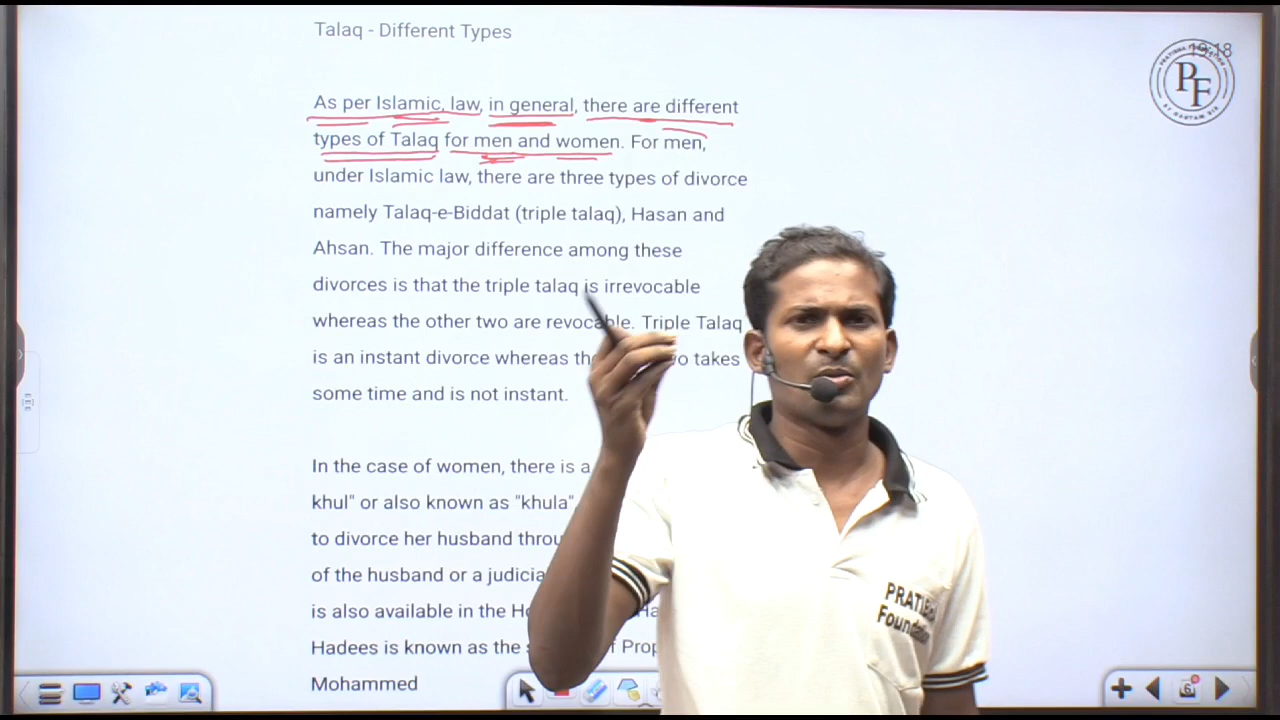 Talaq - Different Types
19:18
PF
As per Islamic, law, in general, there are different
types of Talaq for men and women. For men,
under Islamic law, there are three types of divorce
namely Talaq-e-Biddat (triple talaq), Hasan and
Ahsan. The major difference among these
divorces is that the triple talaq is irrevocable
whereas the other two are revocable. Triple Talaq
is an instant divorce whereas takes
some time and is not instant.
In the case of women, there is a
khul" or also known as "khula"
to divorce her husband
of the husband or a
is also available in the
Hadees is known as the of
Mohammed